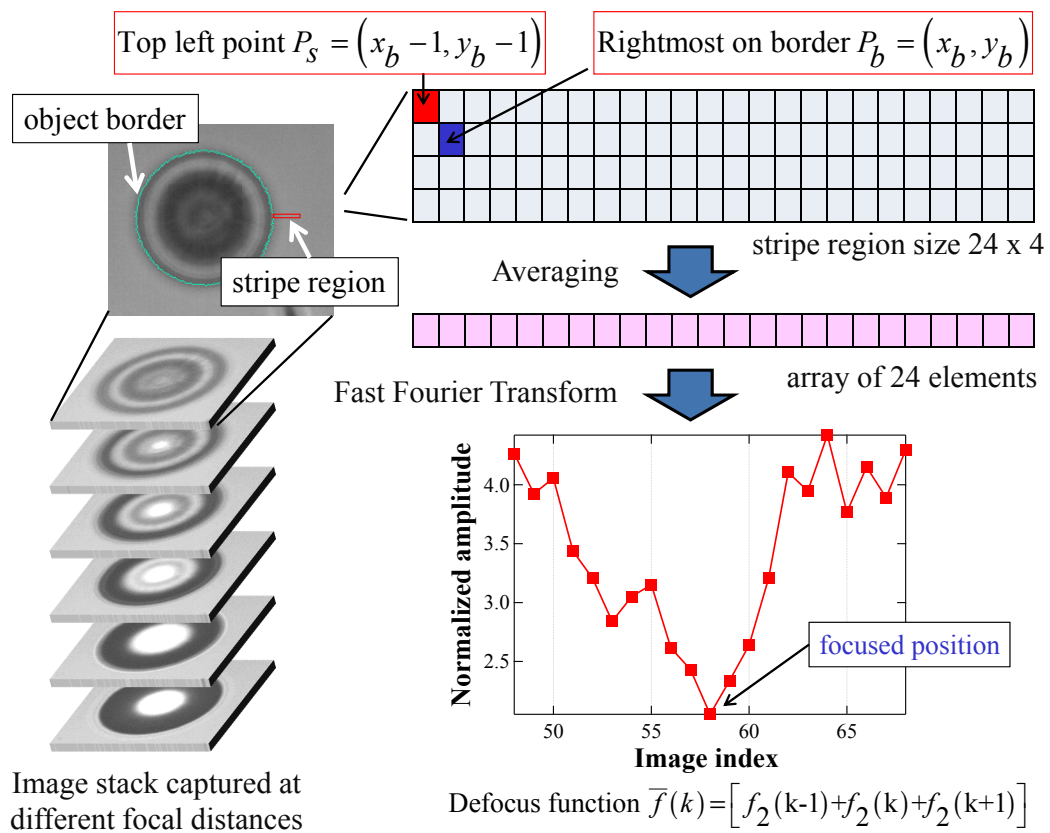 Top left point P_s = (x_b − 1, y_b − 1)
Rightmost on border P_b = (x_b, y_b)
object border
stripe region
stripe region size 24 x 4
Averaging
array of 24 elements
Fast Fourier Transform
Normalized amplitude
4.0
3.5
3.0
2.5
focused position
50 55 60 65
Image index
Image stack captured at
different focal distances
Defocus function f̅(k) = [f_2(k-1)+f_2(k)+f_2(k+1)]